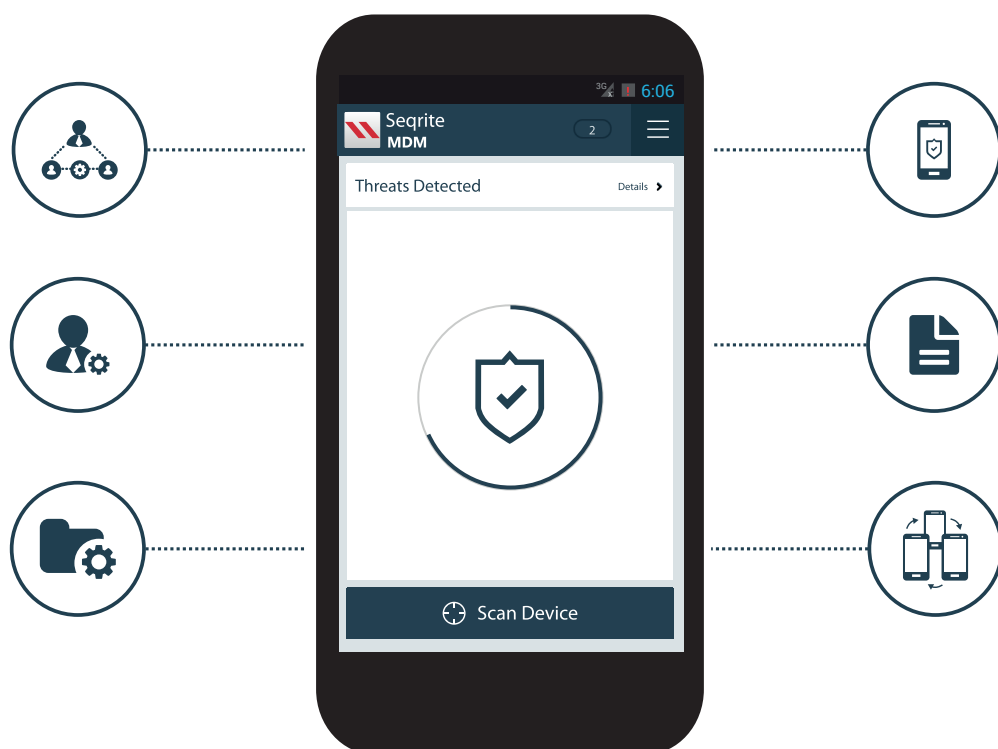 3G
6:06
Seqrite
MDM
2
Threats Detected
Details
Scan Device